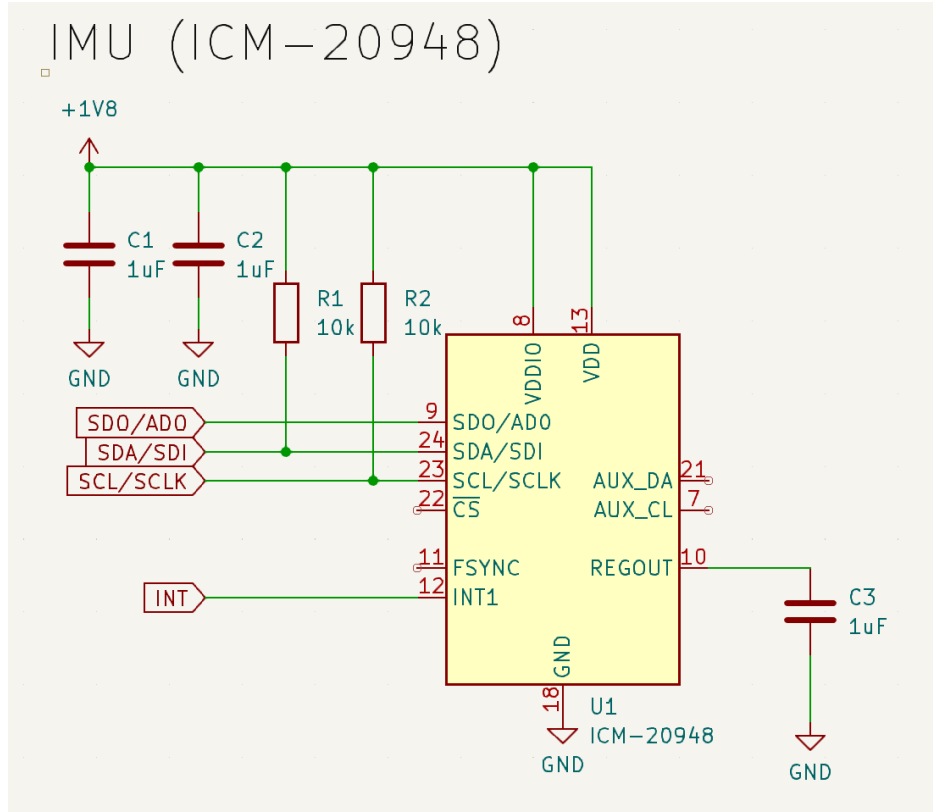 IMU (ICM-20948)
+1V8
C1
1uF
C2
1uF
R1
10k
R2
10k
GND
GND
8
VDDIO
13
VDD
SDO/AD0
9
SDO/AD0
SDA/SDI
24
SDA/SDI
SCL/SCLK
23
SCL/SCLK
22
CS
AUX_DA
21
AUX_CL
7
11
FSYNC
REGOUT
10
INT
12
INT1
C3
1uF
GND
18
U1
ICM-20948
GND
GND